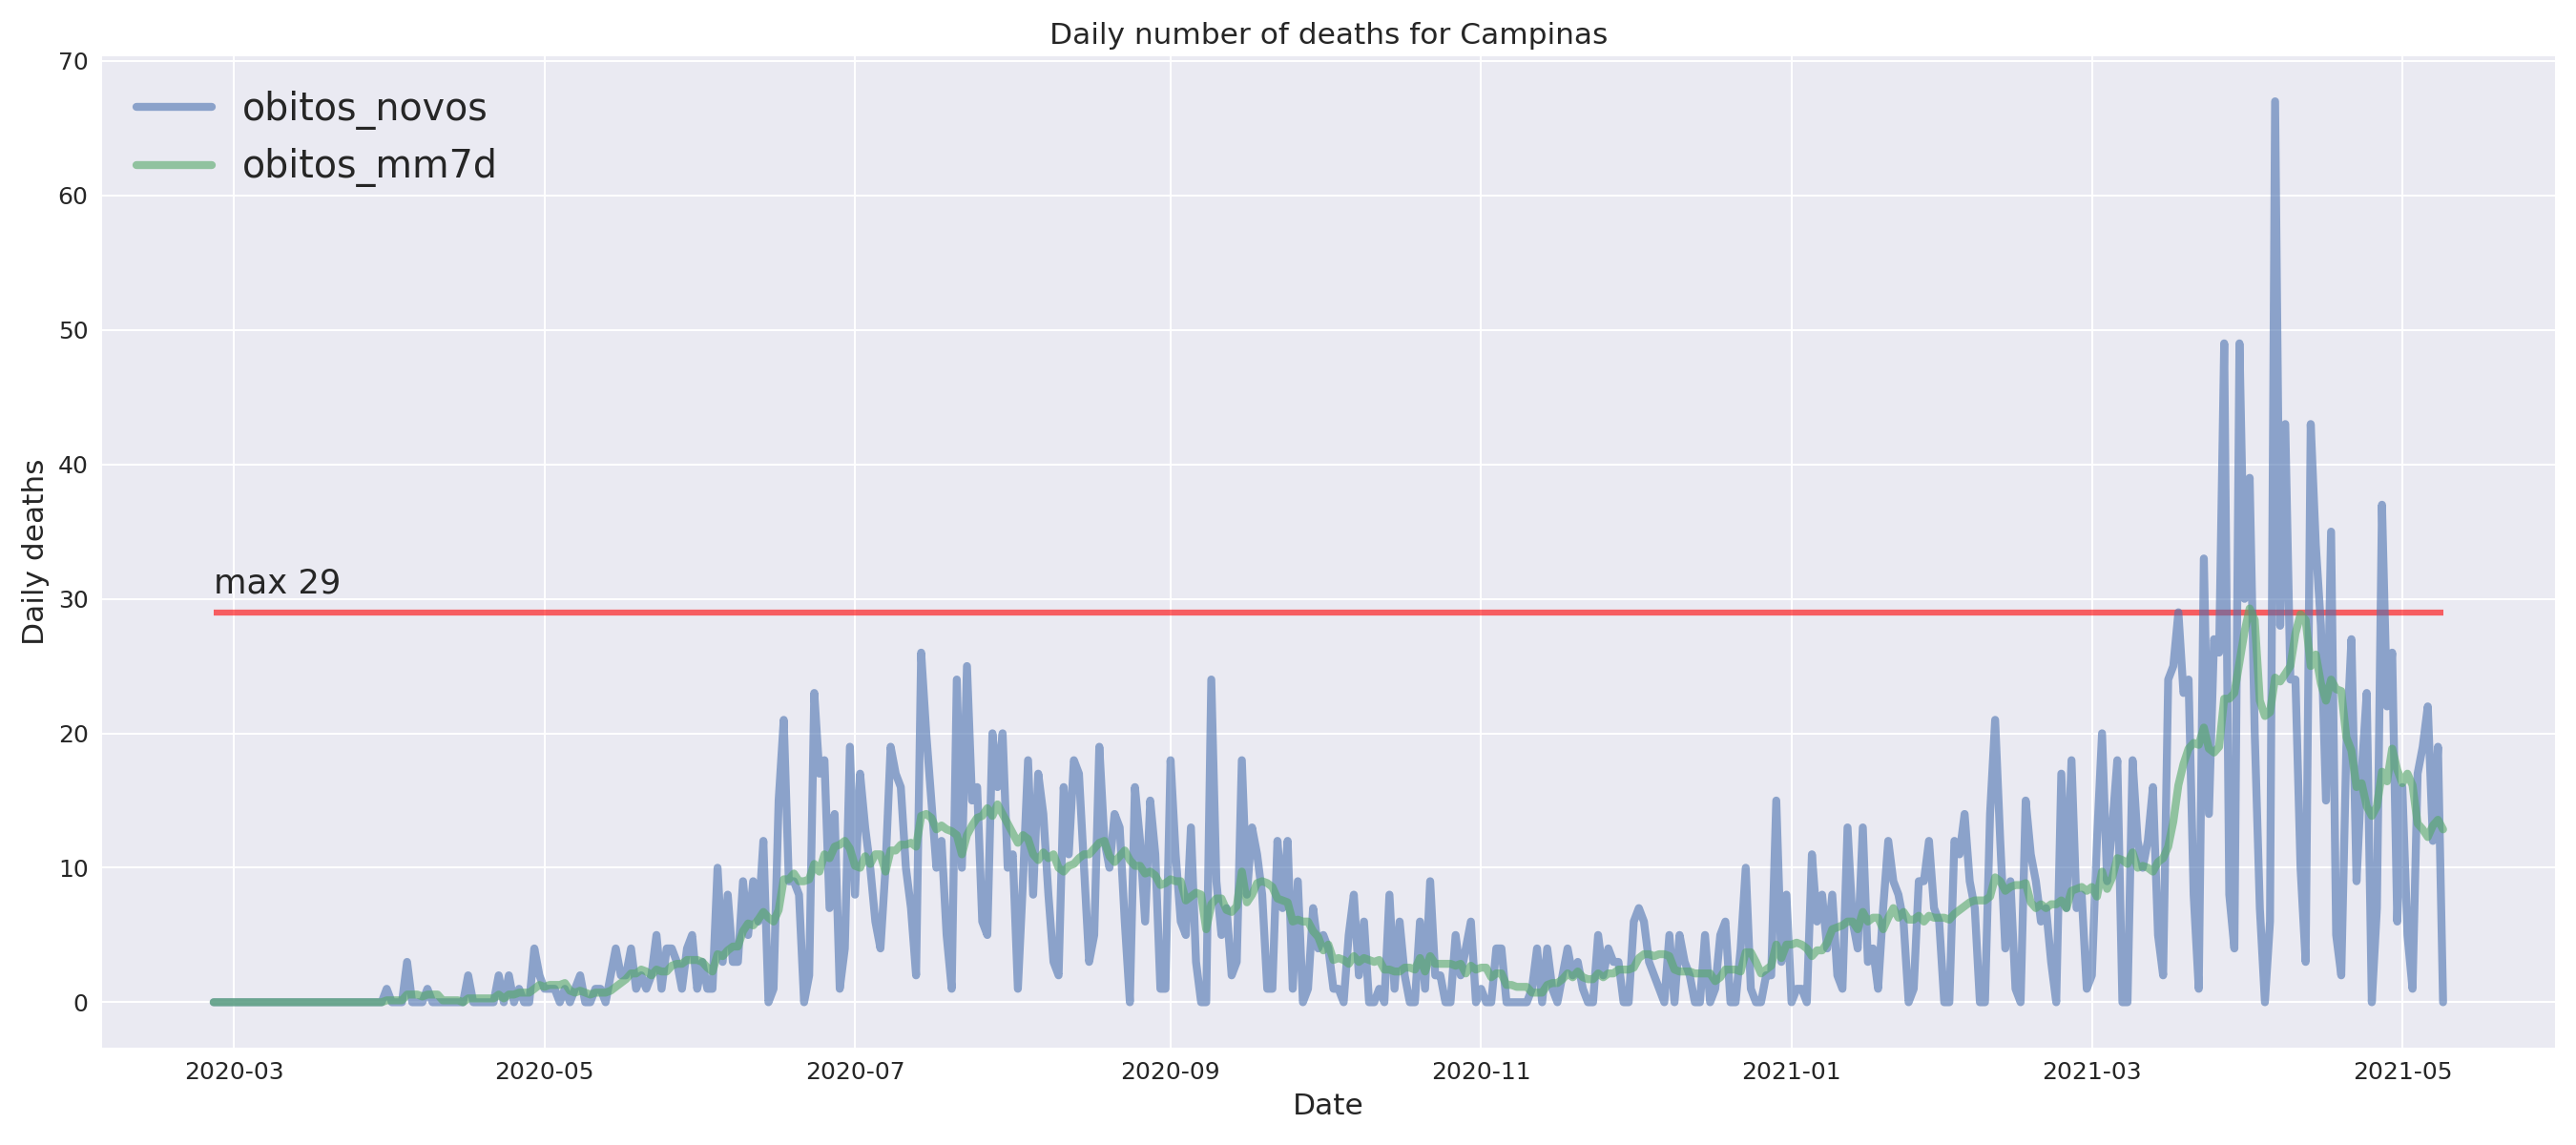 Daily number of deaths for Campinas
70
60
50
40
30
20
10
0
Daily deaths
obitos_novos
obitos_mm7d
max 29
2020-03 2020-05 2020-07 2020-09 2020-11 2021-01 2021-03 2021-05
Date